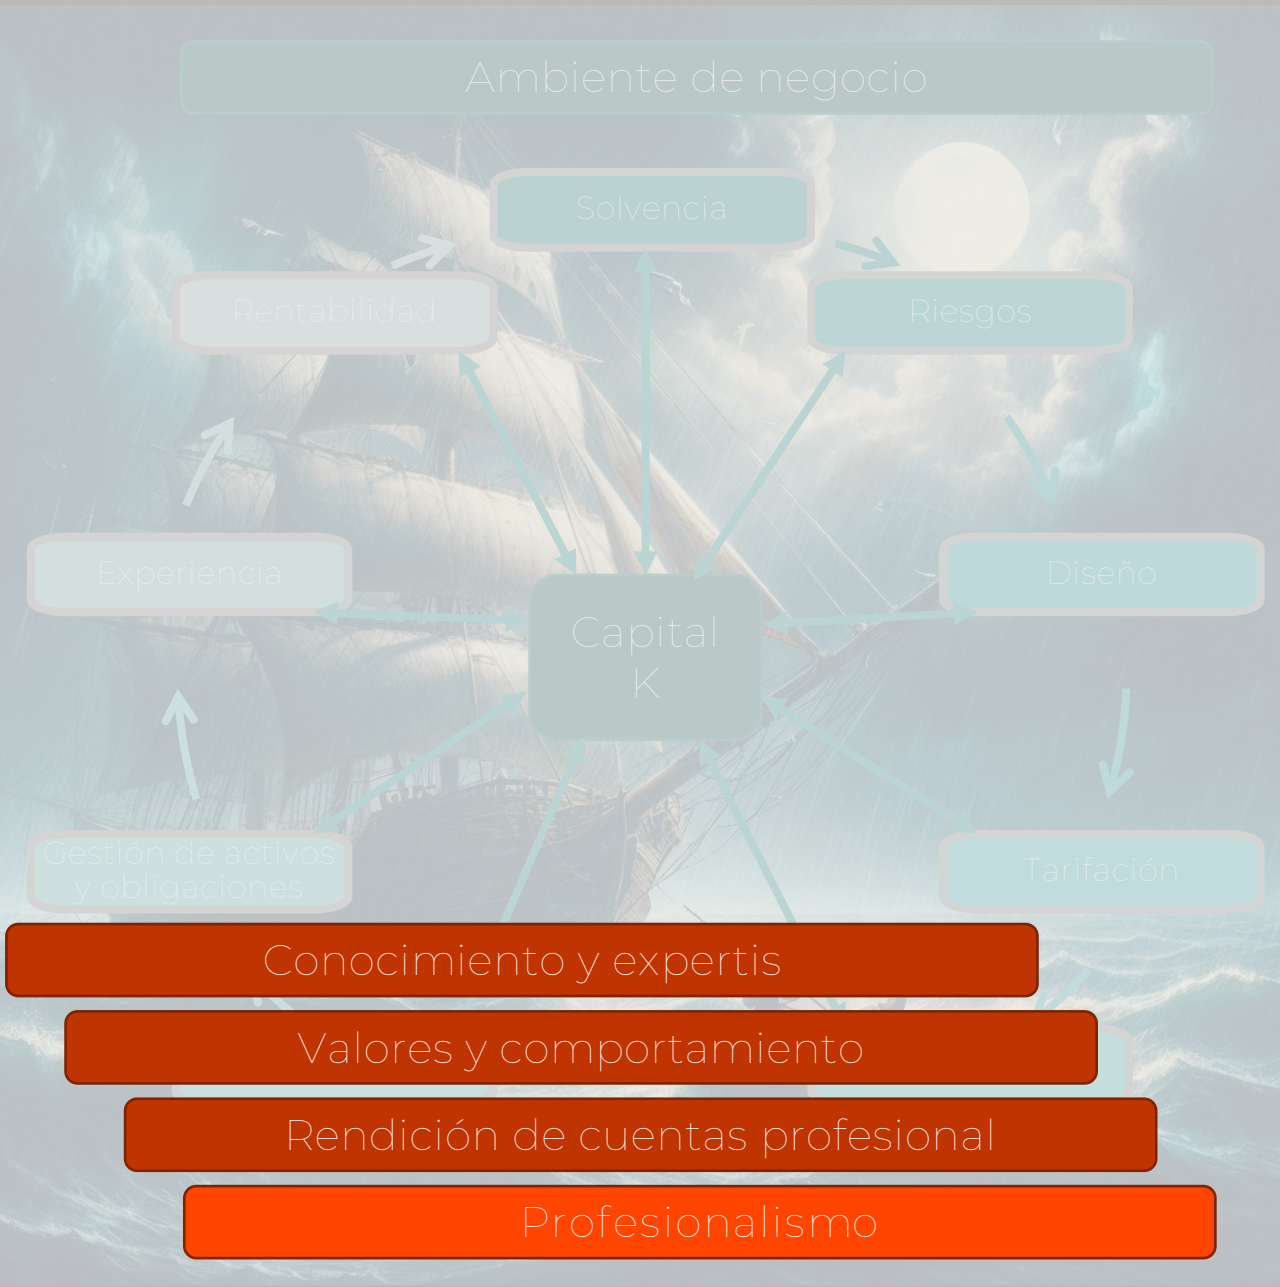 Ambiente de negocio
Solvencia
Rentabilidad
Riesgos
Experiencia
Diseño
Capital
K
Gestión de activos
y obligaciones
Tarifación
Conocimiento y expertis
Valores y comportamiento
Rendición de cuentas profesional
Profesionalismo